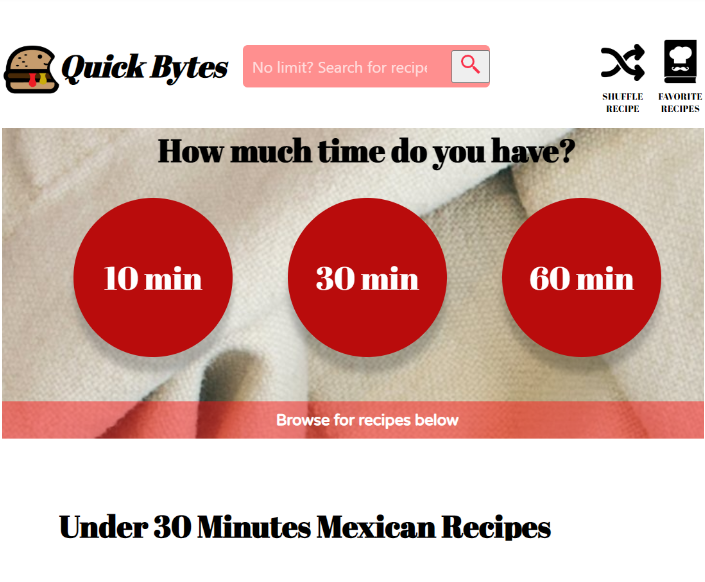 Quick Bytes
No limit? Search for recip
SHUFFLE
RECIPE
FAVORITE
RECIPES
How much time do you have?
10 min
30 min
60 min
Browse for recipes below
Under 30 Minutes Mexican Recipes